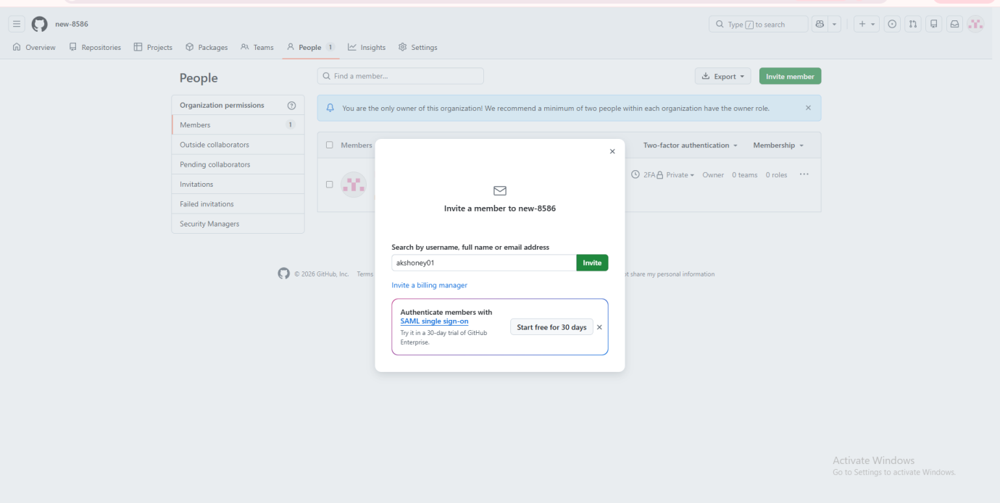 new-8586
Type / to search
Overview Repositories Projects Packages Teams People 1 Insights Settings
People
Find a member...
Export
Invite member
Organization permissions
Members 1
Outside collaborators
Pending collaborators
Invitations
Failed invitations
Security Managers
You are the only owner of this organization! We recommend a minimum of two people within each organization have the owner role.
Members
Two-factor authentication Membership
2FA Private Owner 0 teams 0 roles
Invite a member to new-8586
Search by username, full name or email address
akshoney01 Invite
Invite a billing manager
Authenticate members with
SAML single sign-on
Try it in a 30-day trial of GitHub
Enterprise.
Start free for 30 days
© 2026 GitHub, Inc. Terms
share my personal information
Activate Windows
Go to Settings to activate Windows.